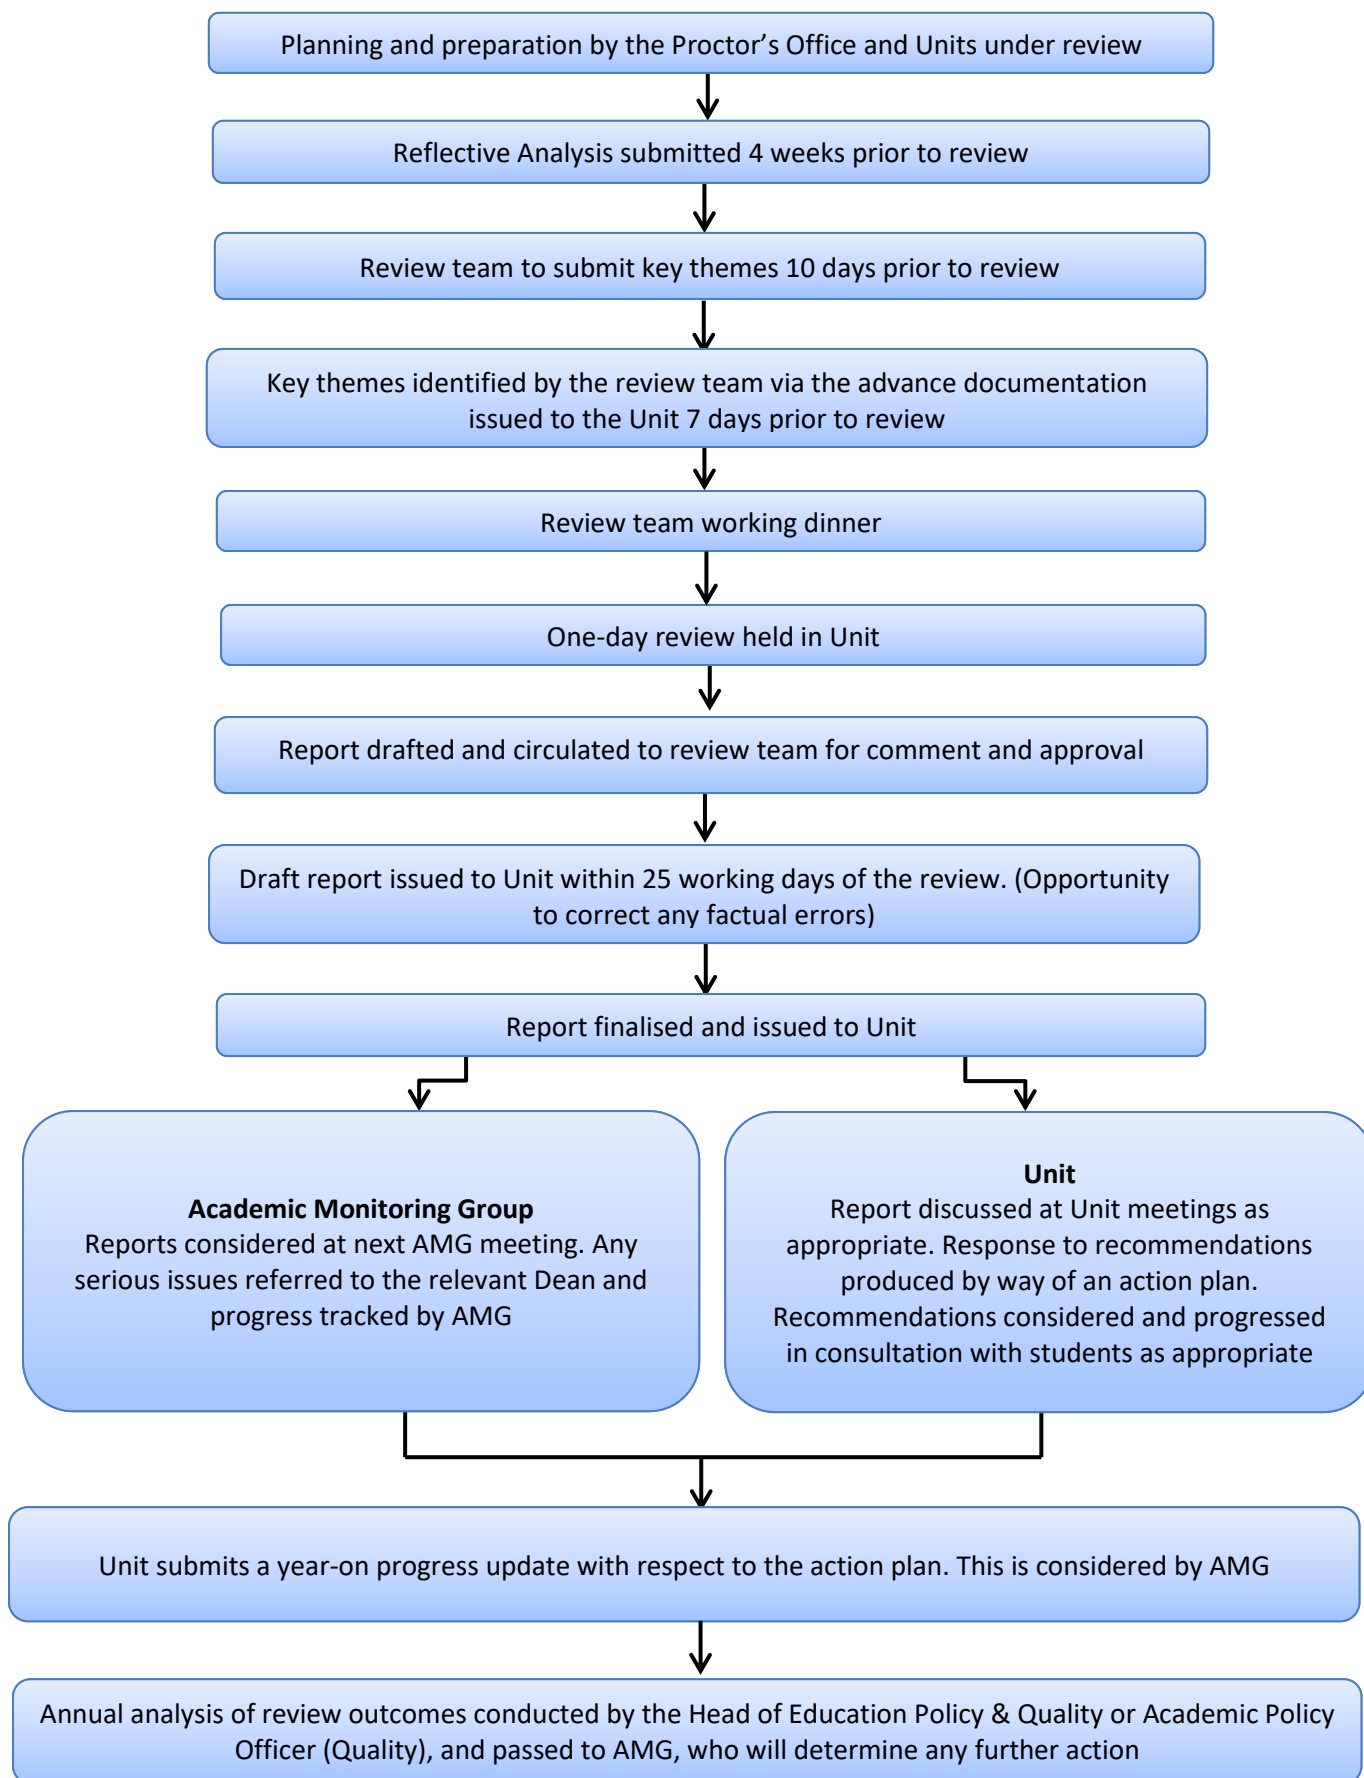 Planning and preparation by the Proctor’s Office and Units under review
Reflective Analysis submitted 4 weeks prior to review
Review team to submit key themes 10 days prior to review
Key themes identified by the review team via the advance documentation
issued to the Unit 7 days prior to review
Review team working dinner
One-day review held in Unit
Report drafted and circulated to review team for comment and approval
Draft report issued to Unit within 25 working days of the review. (Opportunity
to correct any factual errors)
Report finalised and issued to Unit
Academic Monitoring Group
Reports considered at next AMG meeting. Any
serious issues referred to the relevant Dean and
progress tracked by AMG
Unit
Report discussed at Unit meetings as
appropriate. Response to recommendations
produced by way of an action plan.
Recommendations considered and progressed
in consultation with students as appropriate
Unit submits a year-on progress update with respect to the action plan. This is considered by AMG
Annual analysis of review outcomes conducted by the Head of Education Policy & Quality or Academic Policy
Officer (Quality), and passed to AMG, who will determine any further action